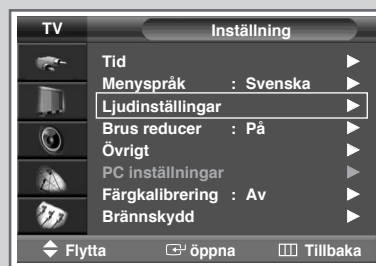 TV Inställning
Tid
Menyspråk : Svenska
Ljudinställingar
Brus reducer : På
Övrigt
PC inställningar
Färgkalibrering : Av
Brännskydd
Flytta öppna Tillbaka